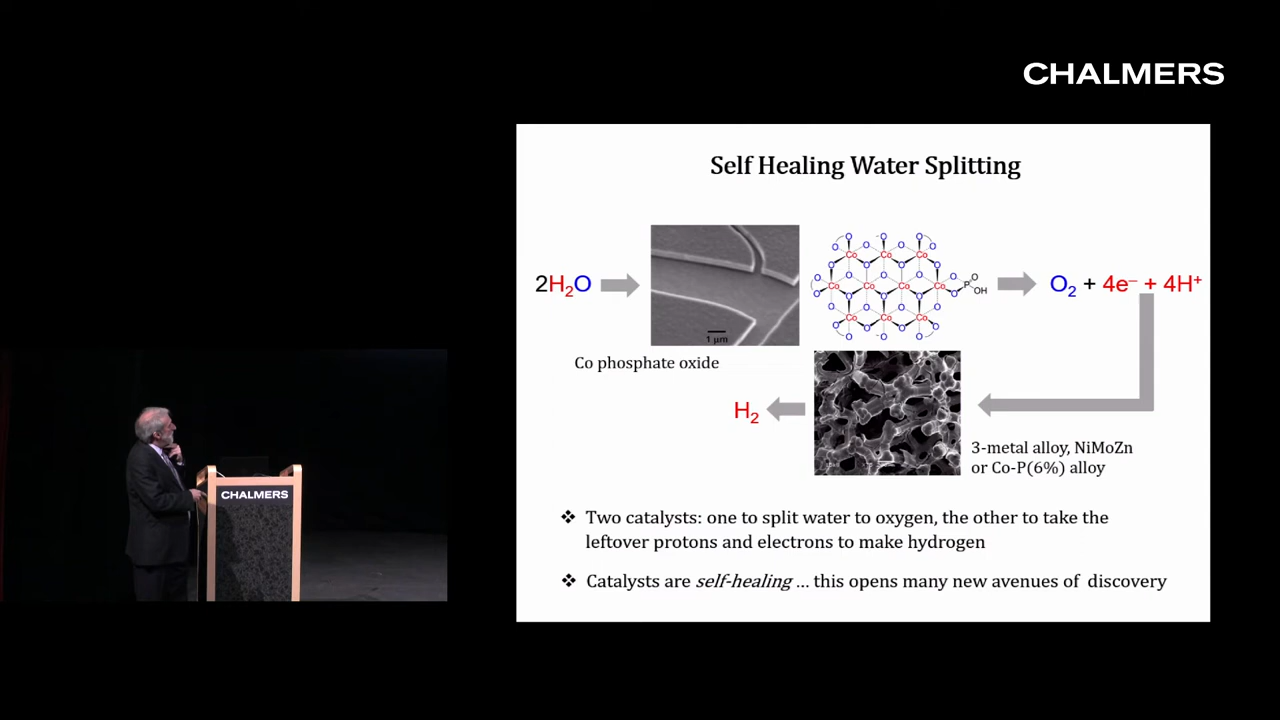 CHALMERS
Self Healing Water Splitting
2H₂O
1 μm
O₂ + 4e⁻ + 4H⁺
Co phosphate oxide
H₂
3-metal alloy, NiMoZn
or Co-P(6%) alloy
CHALMERS
❖ Two catalysts: one to split water to oxygen, the other to take the
leftover protons and electrons to make hydrogen
❖ Catalysts are self-healing ... this opens many new avenues of discovery